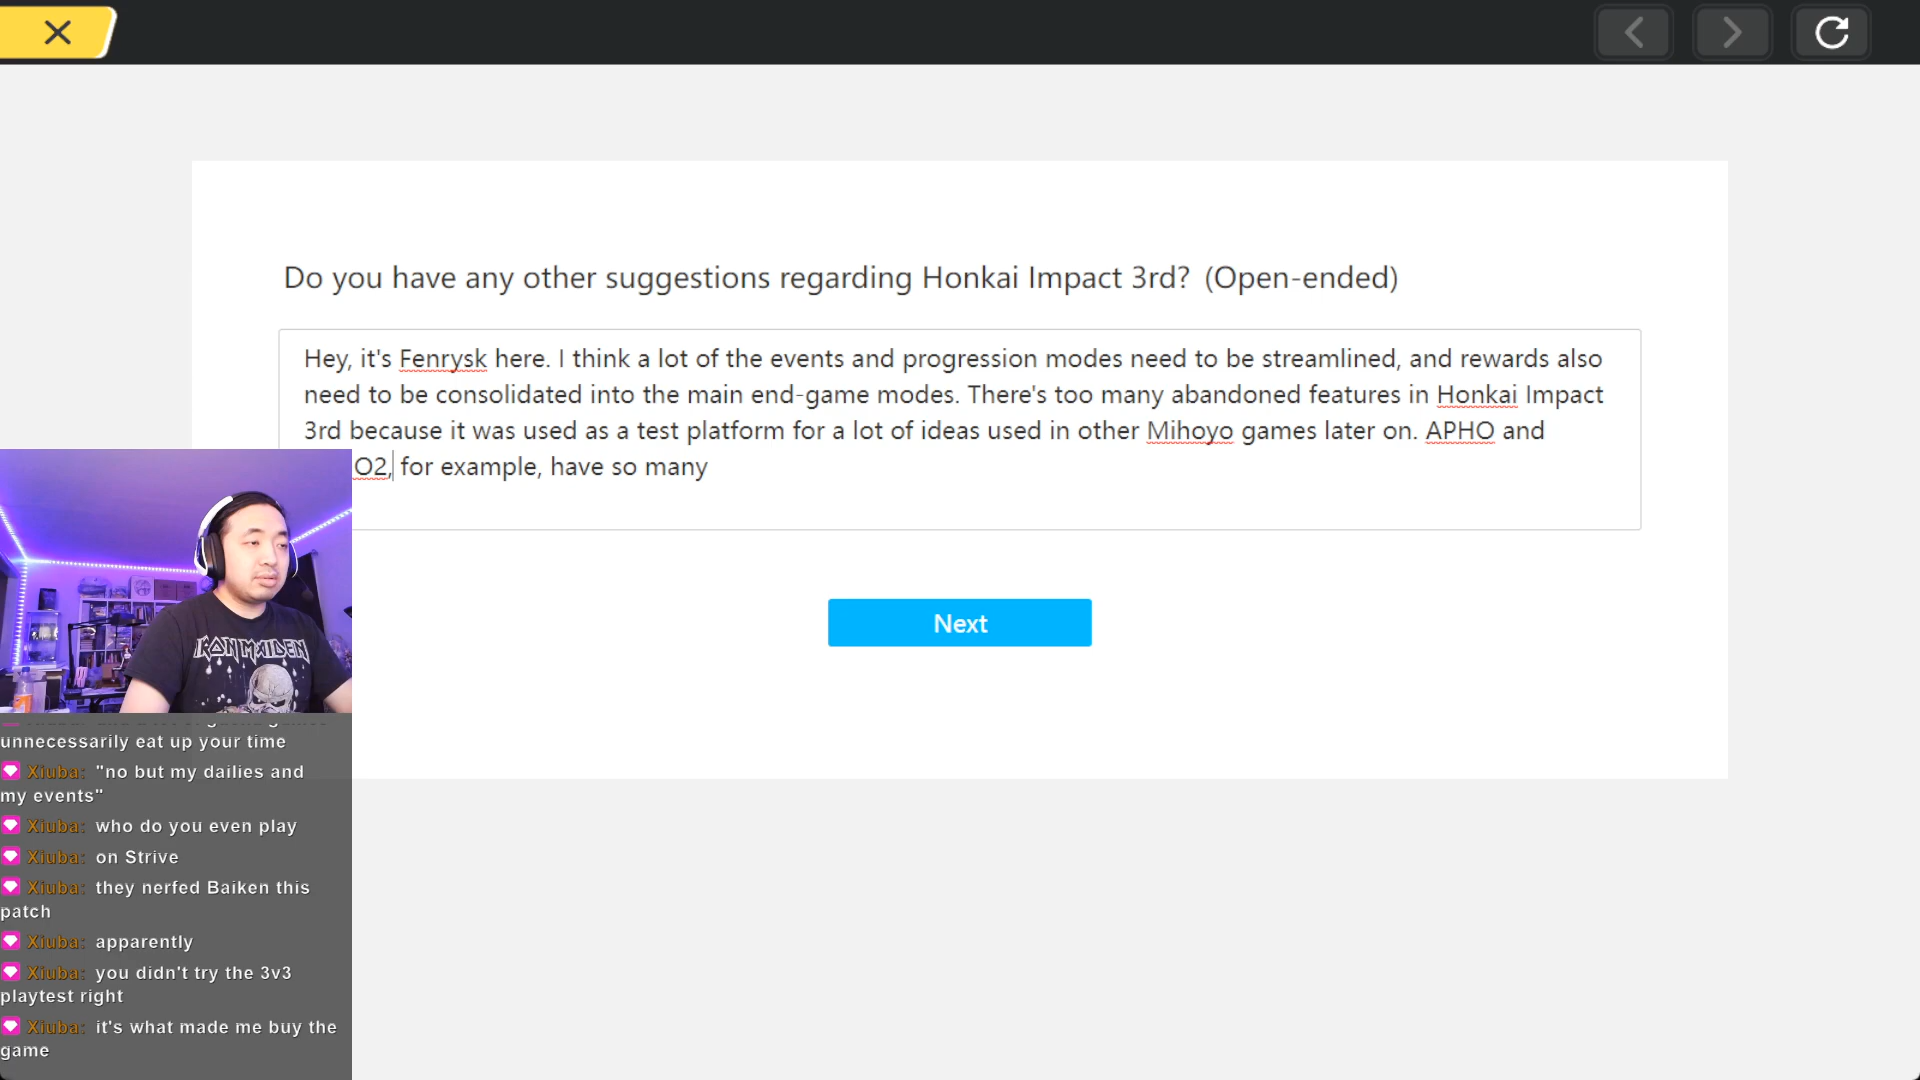 Do you have any other suggestions regarding Honkai Impact 3rd? (Open-ended)
Hey, it's Fenrysk here. I think a lot of the events and progression modes need to be streamlined, and rewards also
need to be consolidated into the main end-game modes. There's too many abandoned features in Honkai Impact
3rd because it was used as a test platform for a lot of ideas used in other Mihoyo games later on. APHO and
O2, for example, have so many
Next
IRON MAIDEN
unnecessarily eat up your time
Xiuba: "no but my dailies and
my events"
Xiuba: who do you even play
Xiuba: on Strive
Xiuba: they nerfed Baiken this
patch
Xiuba: apparently
Xiuba: you didn't try the 3v3
playtest right
Xiuba: it's what made me buy the
game